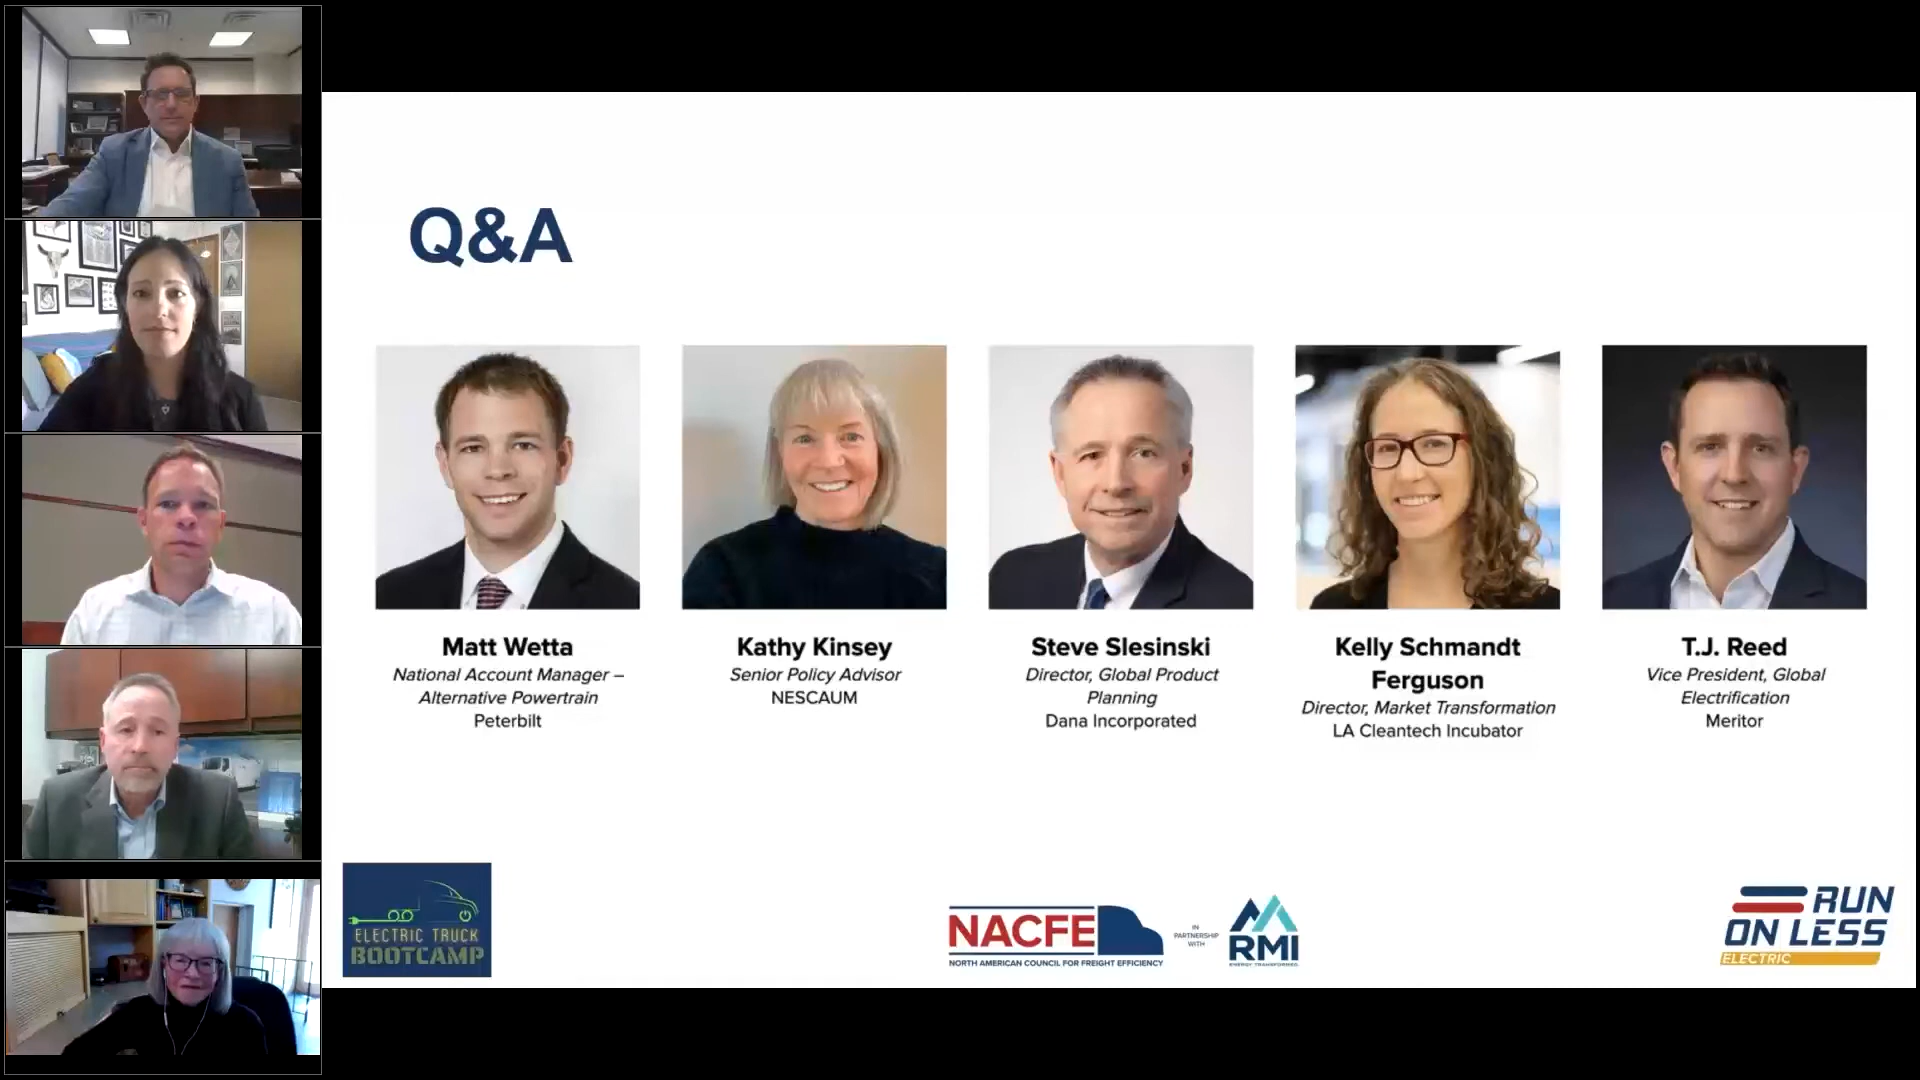 Q&A
Matt Wetta
National Account Manager –
Alternative Powertrain
Peterbilt
Kathy Kinsey
Senior Policy Advisor
NESCAUM
Steve Slesinski
Director, Global Product
Planning
Dana Incorporated
Kelly Schmandt
Ferguson
Director, Market Transformation
LA Cleantech Incubator
T.J. Reed
Vice President, Global
Electrification
Meritor
ELECTRIC TRUCK
BOOTCAMP
NACFE
NORTH AMERICAN COUNCIL FOR FREIGHT EFFICIENCY
IN
PARTNERSHIP
WITH
RMI
ENERGY. TRANSFORMED.
RUN
ON LESS
ELECTRIC